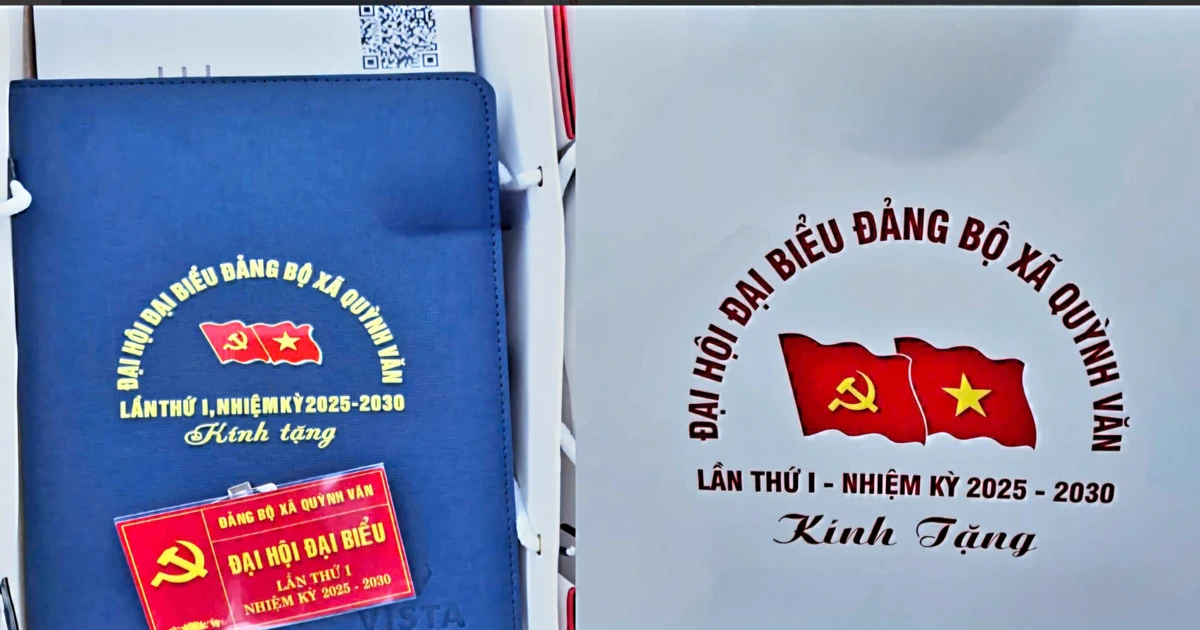 ĐẠI HỘI ĐẠI BIỂU ĐẢNG BỘ XÃ QUỲNH VĂN
LẦN THỨ I, NHIỆM KỲ 2025-2030
Kính tặng
ĐẢNG BỘ XÃ QUỲNH VĂN
ĐẠI HỘI ĐẠI BIỂU
LẦN THỨ I
NHIỆM KỲ 2025 - 2030
VISTA
ĐẠI HỘI ĐẠI BIỂU ĐẢNG BỘ XÃ QUỲNH VĂN
LẦN THỨ I - NHIỆM KỲ 2025 - 2030
Kính Tặng